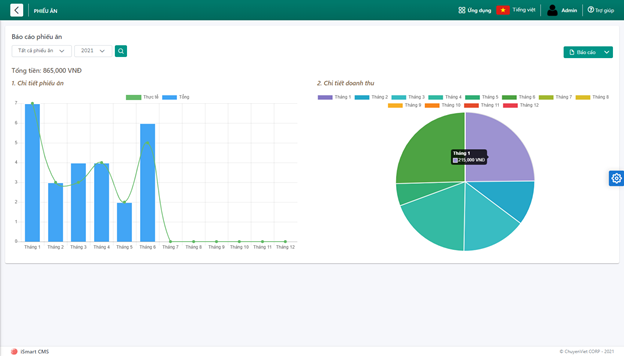 PHIẾU ĂN
Ứng dụng
Tiếng việt
Admin
Trợ giúp
Báo cáo phiếu ăn
Tất cả phiếu ăn
2021
Báo cáo
Tổng tiền: 865,000 VNĐ
1. Chi tiết phiếu ăn
2. Chi tiết doanh thu
Thực tế Tổng
Tháng 1 Tháng 2 Tháng 3 Tháng 4 Tháng 5 Tháng 6 Tháng 7 Tháng 8
Tháng 9 Tháng 10 Tháng 11 Tháng 12
7
6
5
4
3
2
1
0
Tháng 1 Tháng 2 Tháng 3 Tháng 4 Tháng 5 Tháng 6 Tháng 7 Tháng 8 Tháng 9 Tháng 10 Tháng 11 Tháng 12
Tháng 1
215,000 VNĐ
iSmart CMS
© ChuyenViet CORP - 2021